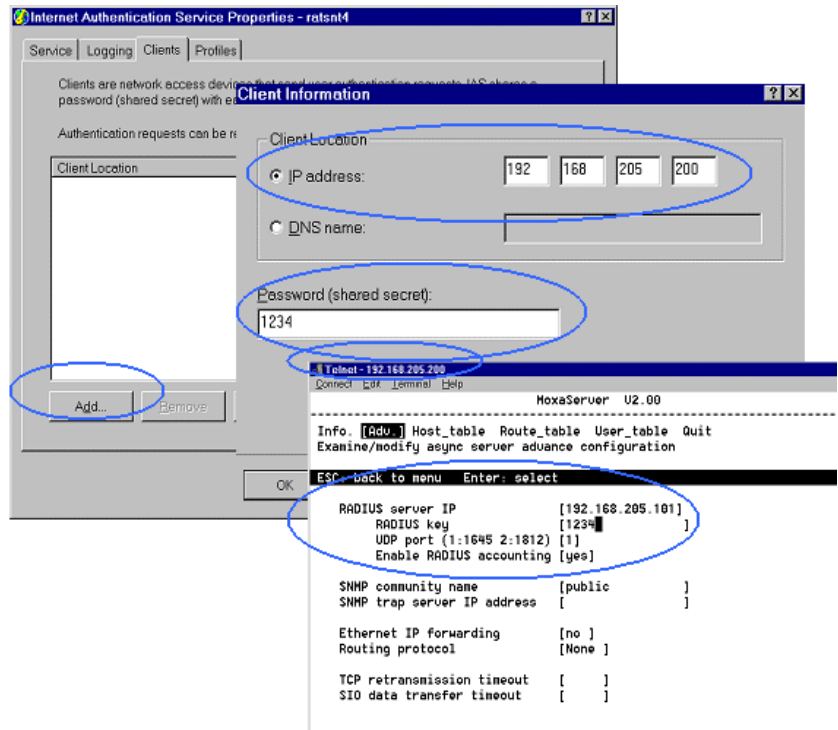 Internet Authentication Service Properties - ratsnt4
Service Logging Clients Profiles
Clients are network access devices that send user authentication requests. IAS shares a
password (shared secret) with ea
Authentication requests can be re
Client Location
Add...
Remove
OK
Client Information
Client Location
IP address: 192 168 205 200
DNS name:
Password (shared secret):
1234
Telnet - 192.168.205.200
Connect Edit Terminal Help
MoxaServer V2.00
Info. [Adv.] Host_table Route_table User_table Quit
Examine/modify async server advance configuration
ESC: back to menu Enter: select
RADIUS server IP [192.168.205.101]
RADIUS key [1234 ]
UDP port (1:1645 2:1812) [1]
Enable RADIUS accounting [yes]
SNMP community name [public ]
SNMP trap server IP address [ ]
Ethernet IP forwarding [no ]
Routing protocol [None ]
TCP retransmission timeout [ ]
SIO data transfer timeout [ ]